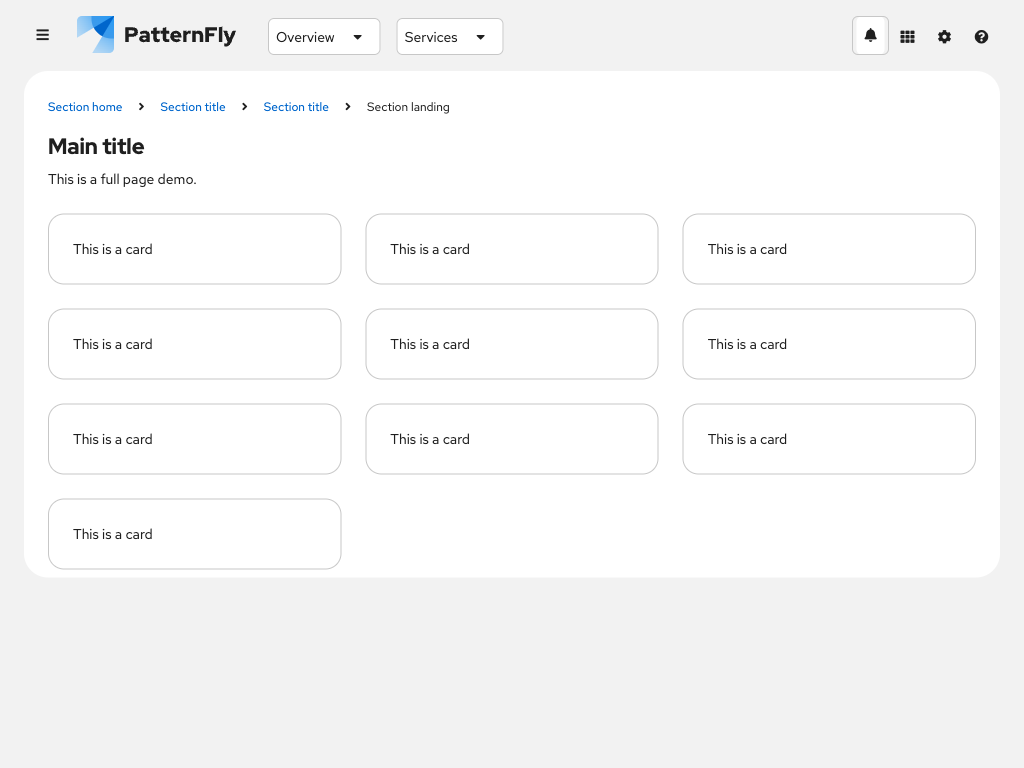 PatternFly Overview Services
Section home Section title Section title Section landing
Main title
This is a full page demo.
This is a card This is a card This is a card
This is a card This is a card This is a card
This is a card This is a card This is a card
This is a card